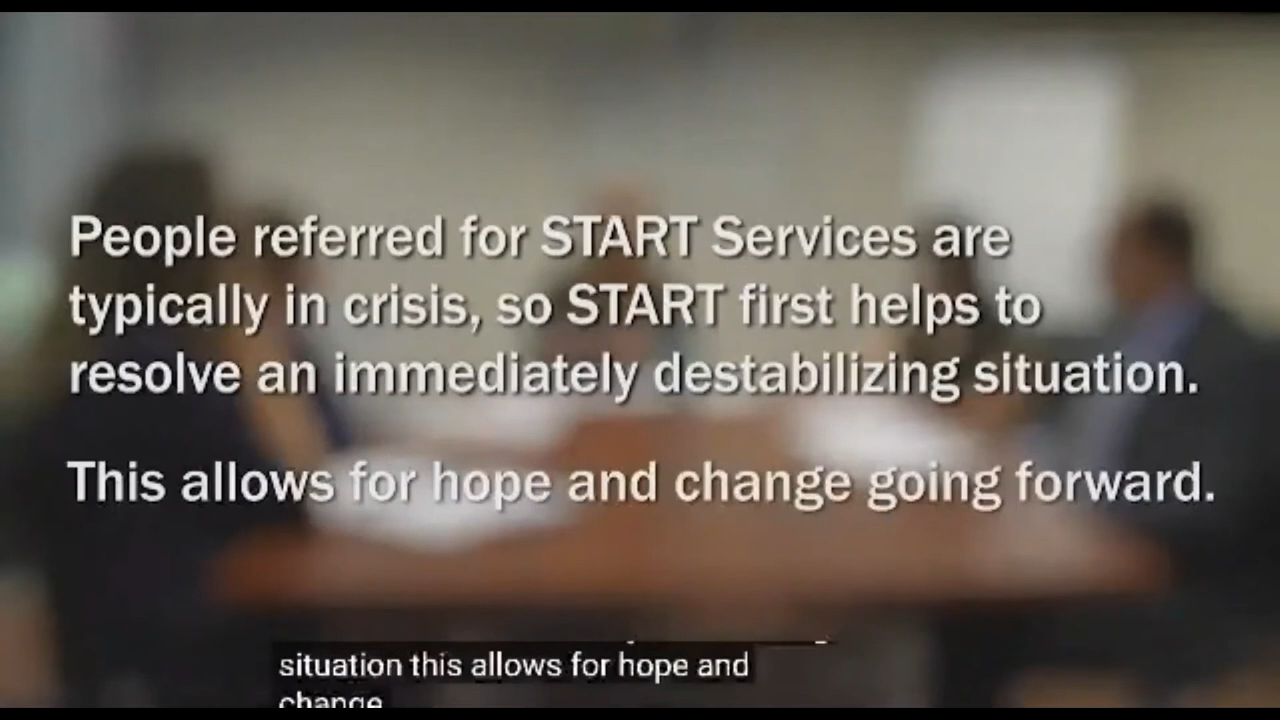 People referred for START Services are
typically in crisis, so START first helps to
resolve an immediately destabilizing situation.
This allows for hope and change going forward.
situation this allows for hope and
change